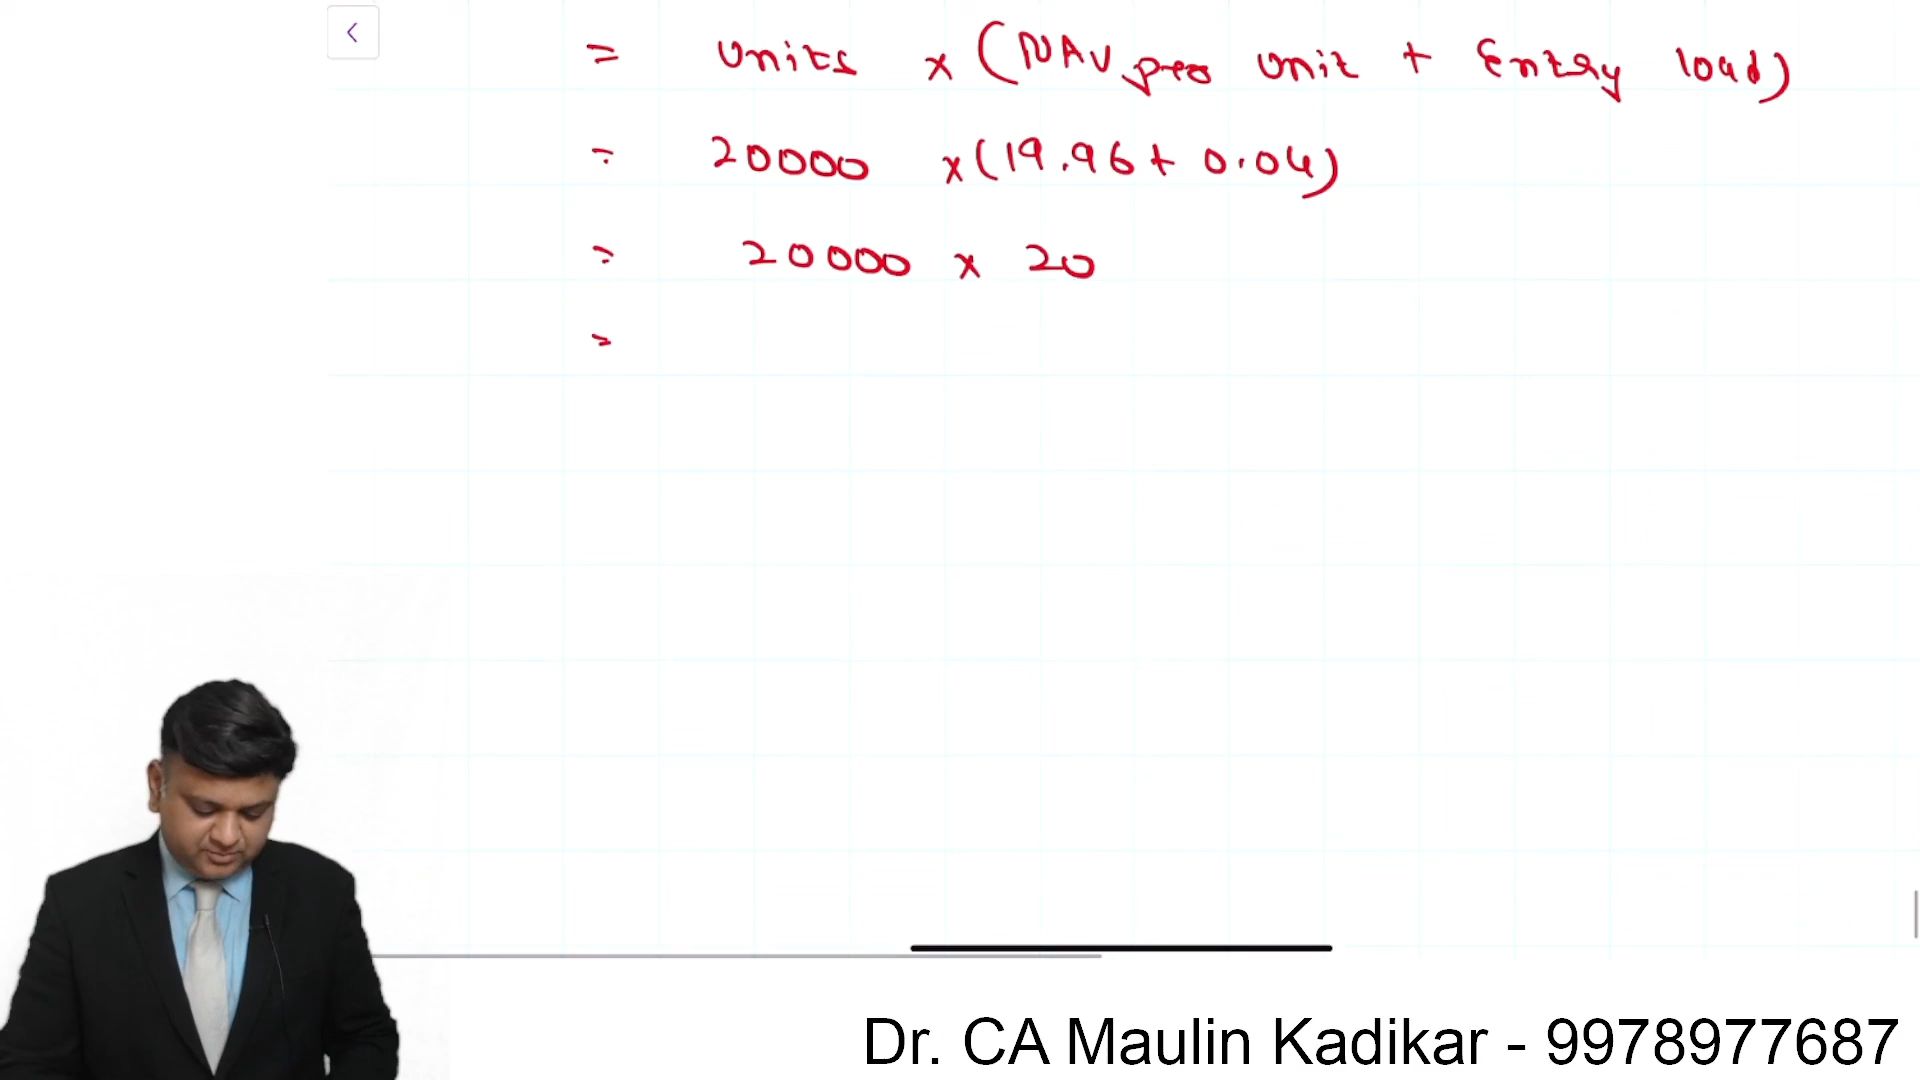 = Units × (NAV per unit + Entry load)
= 20000 × (19.96 + 0.04)
= 20000 × 20
=
Dr. CA Maulin Kadikar - 9978977687